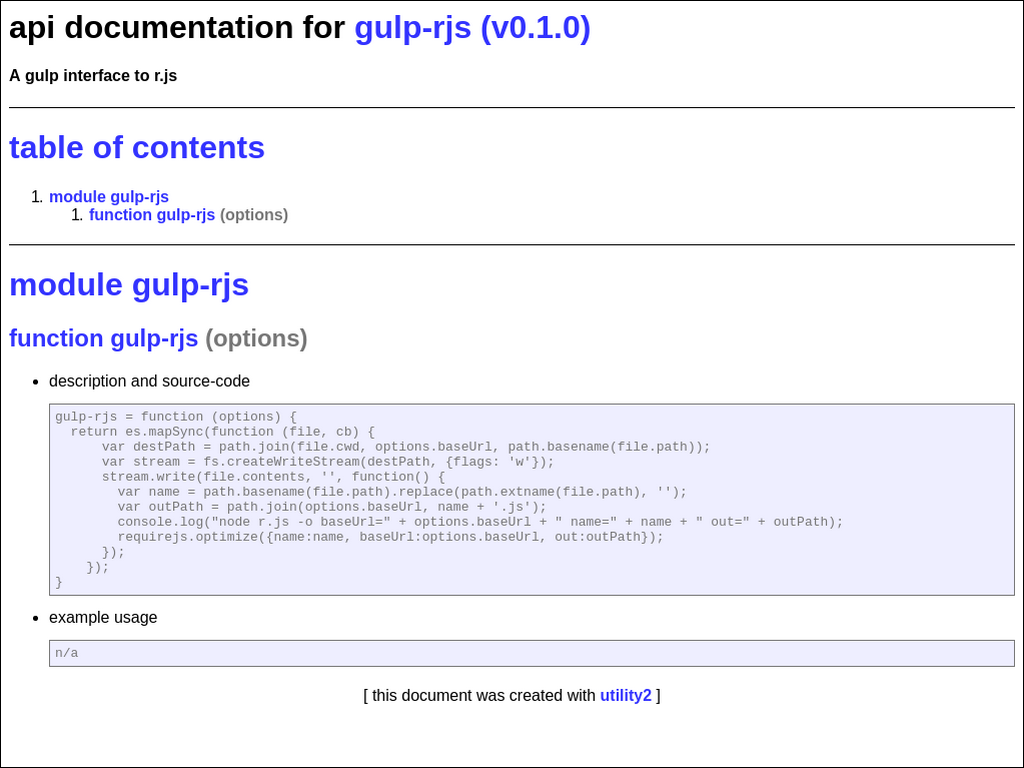 api documentation for gulp-rjs (v0.1.0)
A gulp interface to r.js
table of contents
1. module gulp-rjs
1. function gulp-rjs (options)
module gulp-rjs
function gulp-rjs (options)
• description and source-code
gulp-rjs = function (options) {
  return es.mapSync(function (file, cb) {
      var destPath = path.join(file.cwd, options.baseUrl, path.basename(file.path));
      var stream = fs.createWriteStream(destPath, {flags: 'w'});
      stream.write(file.contents, '', function() {
        var name = path.basename(file.path).replace(path.extname(file.path), '');
        var outPath = path.join(options.baseUrl, name + '.js');
        console.log("node r.js -o baseUrl=" + options.baseUrl + " name=" + name + " out=" + outPath);
        requirejs.optimize({name:name, baseUrl:options.baseUrl, out:outPath});
      });
    });
}
• example usage
n/a
[ this document was created with utility2 ]